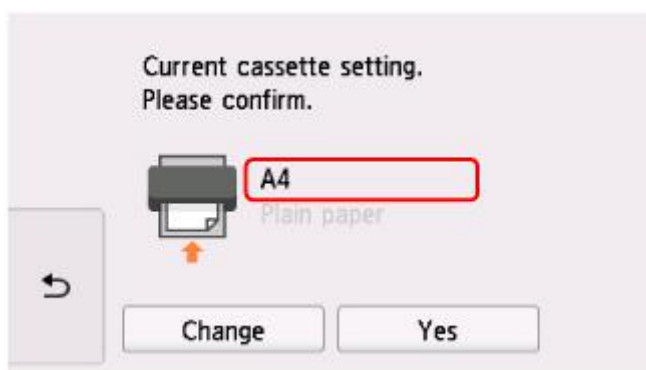 Current cassette setting.
Please confirm.
A4
Plain paper
Change
Yes